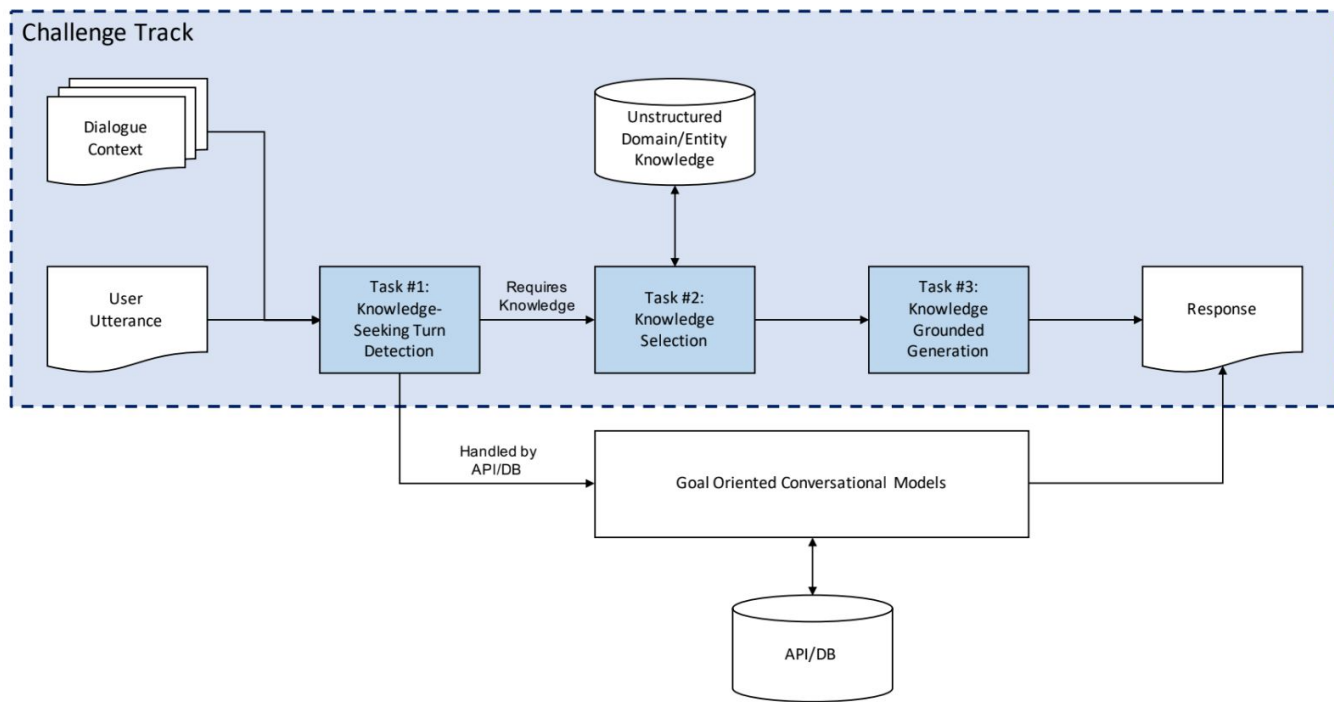 Challenge Track
Dialogue
Context
Unstructured
Domain/Entity
Knowledge
User
Utterance
Task #1:
Knowledge-
Seeking Turn
Detection
Requires
Knowledge
Task #2:
Knowledge
Selection
Task #3:
Knowledge
Grounded
Generation
Response
Handled by
API/DB
Goal Oriented Conversational Models
API/DB